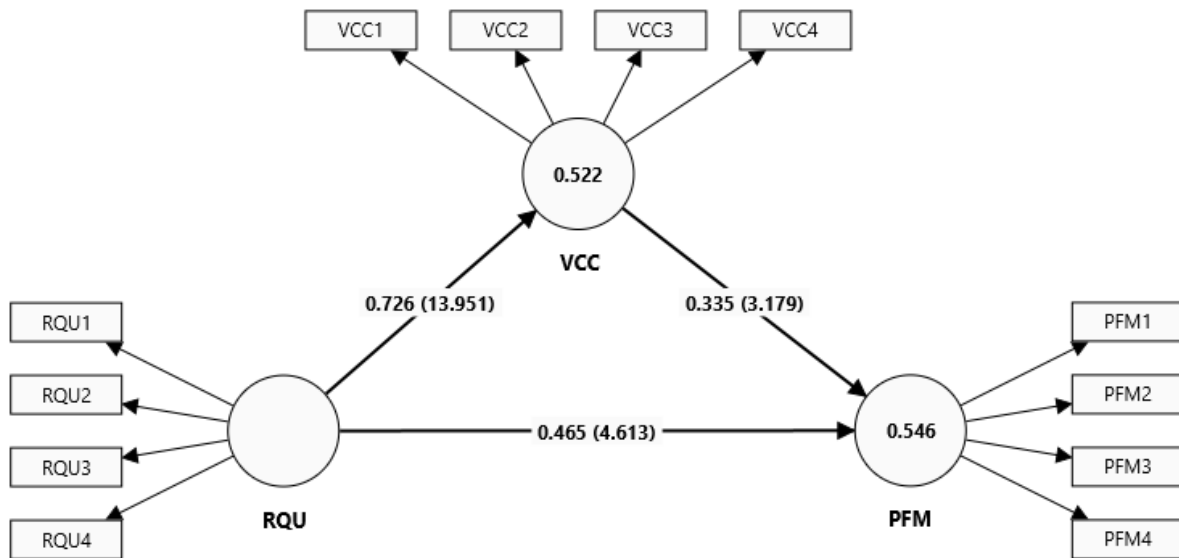 VCC1 VCC2 VCC3 VCC4
0.522
VCC
0.726 (13.951) 0.335 (3.179)
RQU1 PFM1
RQU2 PFM2
0.465 (4.613) 0.546
RQU3 PFM3
RQU PFM
RQU4 PFM4